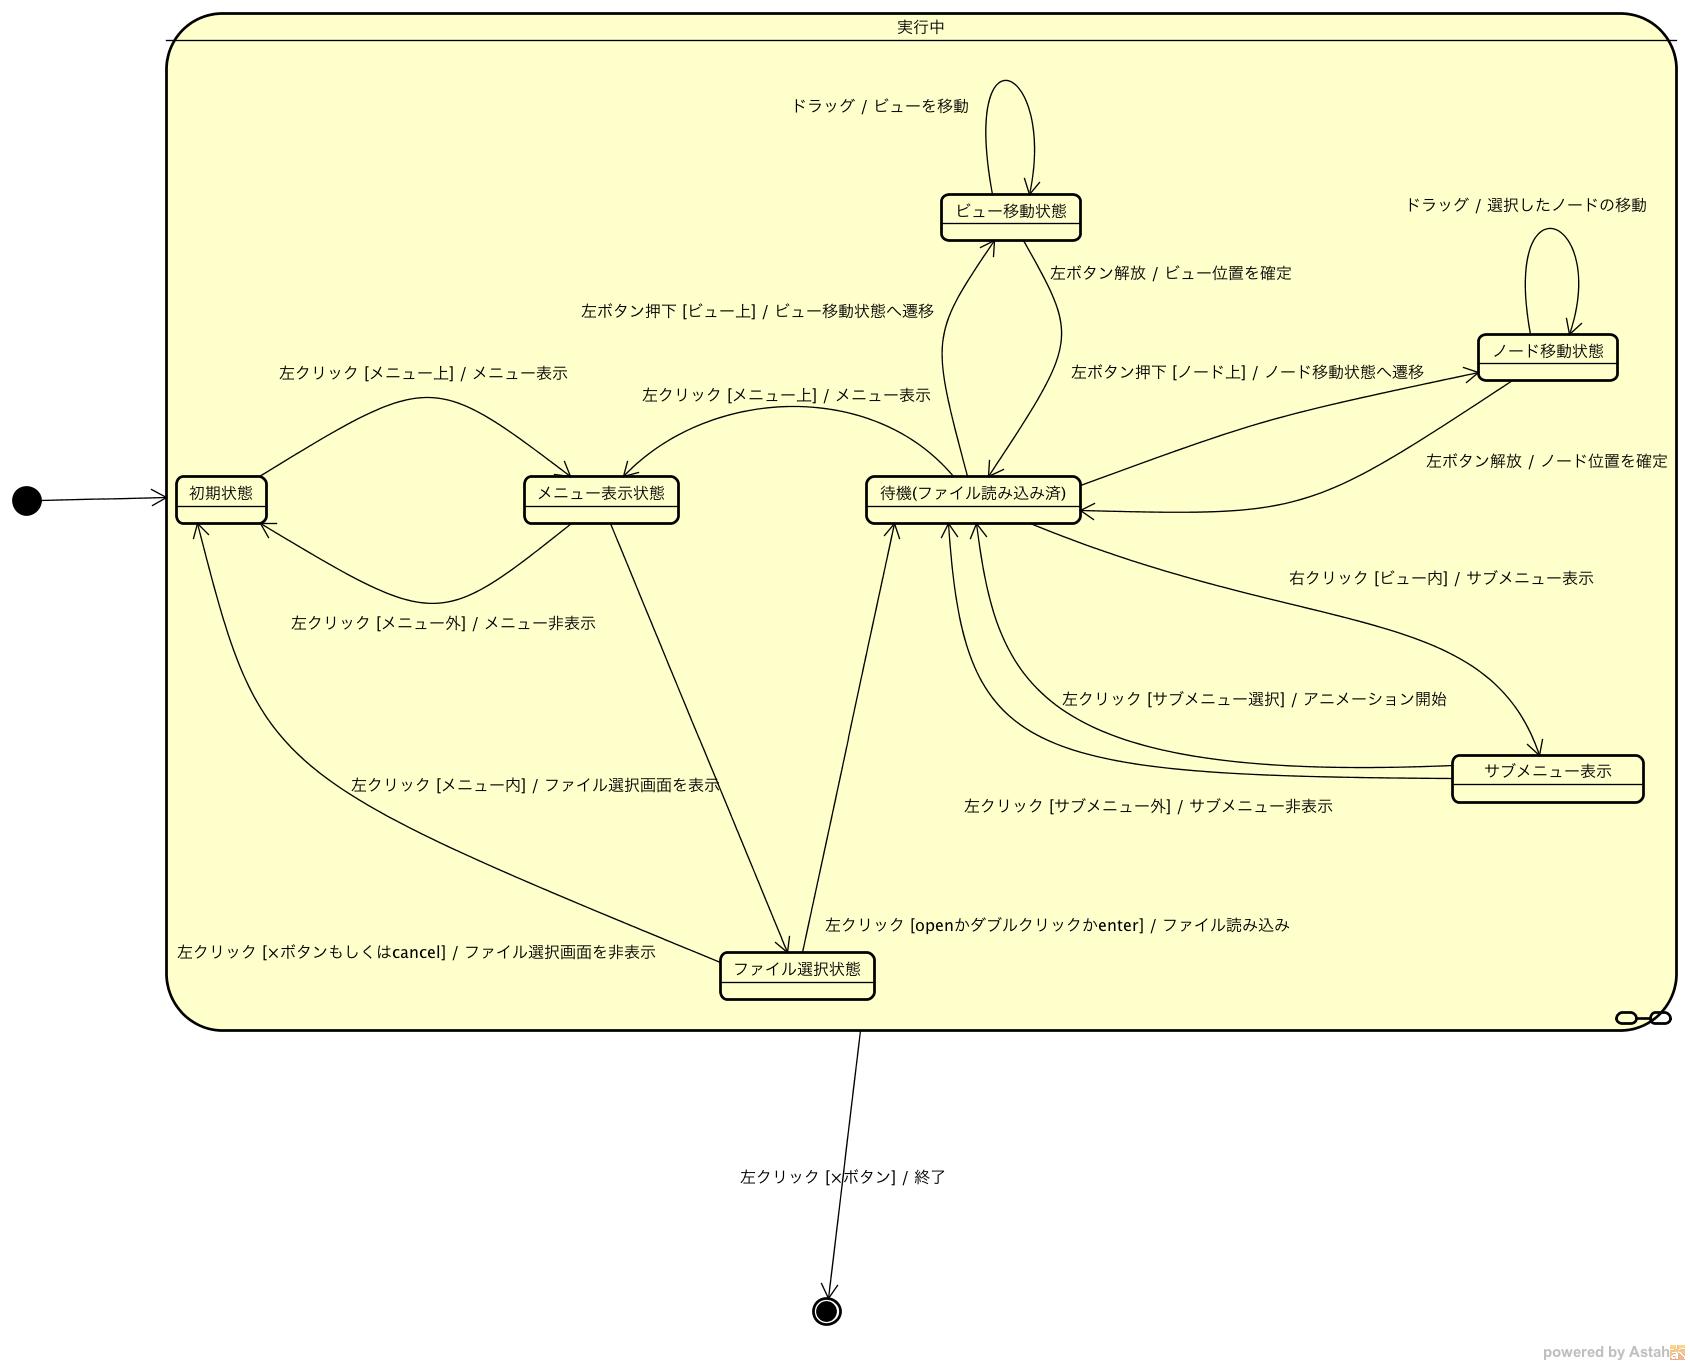 実行中
ドラッグ / ビューを移動
ビュー移動状態
ドラッグ / 選択したノードの移動
左ボタン解放 / ビュー位置を確定
左ボタン押下 [ビュー上] / ビュー移動状態へ遷移
ノード移動状態
左クリック [メニュー上] / メニュー表示
左ボタン押下 [ノード上] / ノード移動状態へ遷移
左クリック [メニュー上] / メニュー表示
左ボタン解放 / ノード位置を確定
初期状態
メニュー表示状態
待機(ファイル読み込み済)
右クリック [ビュー内] / サブメニュー表示
左クリック [メニュー外] / メニュー非表示
左クリック [サブメニュー選択] / アニメーション開始
サブメニュー表示
左クリック [メニュー内] / ファイル選択画面を表示
左クリック [サブメニュー外] / サブメニュー非表示
左クリック [openかダブルクリックかenter] / ファイル読み込み
左クリック [×ボタンもしくはcancel] / ファイル選択画面を非表示
ファイル選択状態
左クリック [×ボタン] / 終了
powered by Astah